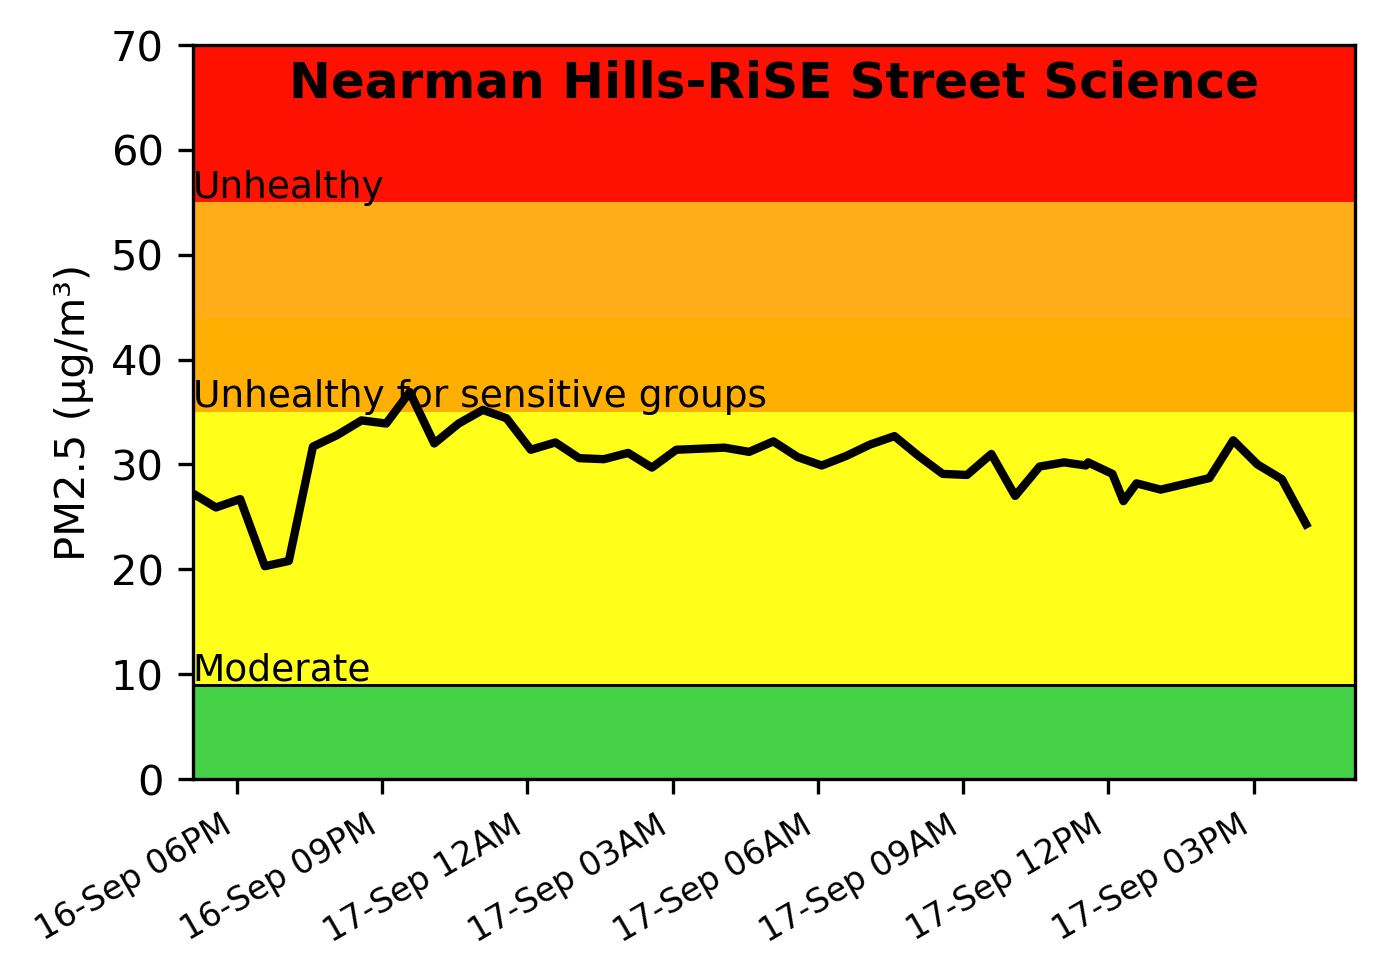 Nearman Hills-RiSE Street Science
70
60
Unhealthy
50
40
Unhealthy for sensitive groups
30
20
Moderate
10
0
PM2.5 (µg/m³)
16-Sep 06PM
16-Sep 09PM
17-Sep 12AM
17-Sep 03AM
17-Sep 06AM
17-Sep 09AM
17-Sep 12PM
17-Sep 03PM